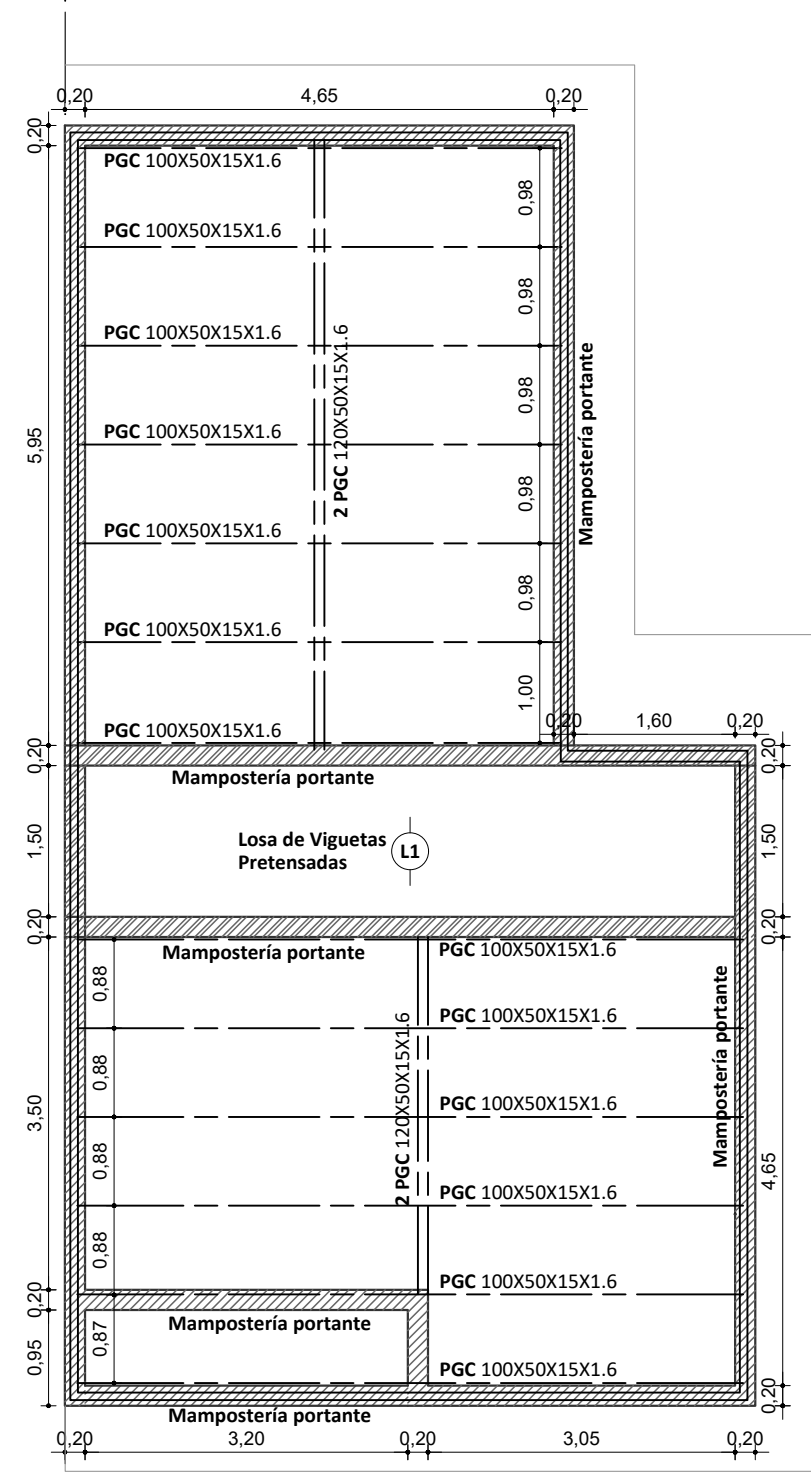 0,20
4,65
0,20
0,20
PGC 100X50X15X1.6
0,98
PGC 100X50X15X1.6
0,98
PGC 100X50X15X1.6
2 PGC 120X50X15X1.6
0,98
Mampostería portante
5,95
PGC 100X50X15X1.6
0,98
PGC 100X50X15X1.6
0,98
PGC 100X50X15X1.6
1,00
PGC 100X50X15X1.6
0,20
1,60
0,20
0,20
0,20
Mampostería portante
1,50
Losa de Viguetas
Pretensadas
L1
1,50
0,20
0,20
Mampostería portante
PGC 100X50X15X1.6
0,88
PGC 100X50X15X1.6
0,88
2 PGC 120X50X15X1.6
Mampostería portante
3,50
PGC 100X50X15X1.6
0,88
4,65
PGC 100X50X15X1.6
0,88
PGC 100X50X15X1.6
0,20
Mampostería portante
0,87
0,95
PGC 100X50X15X1.6
0,20
Mampostería portante
0,20
3,20
0,20
3,05
0,20